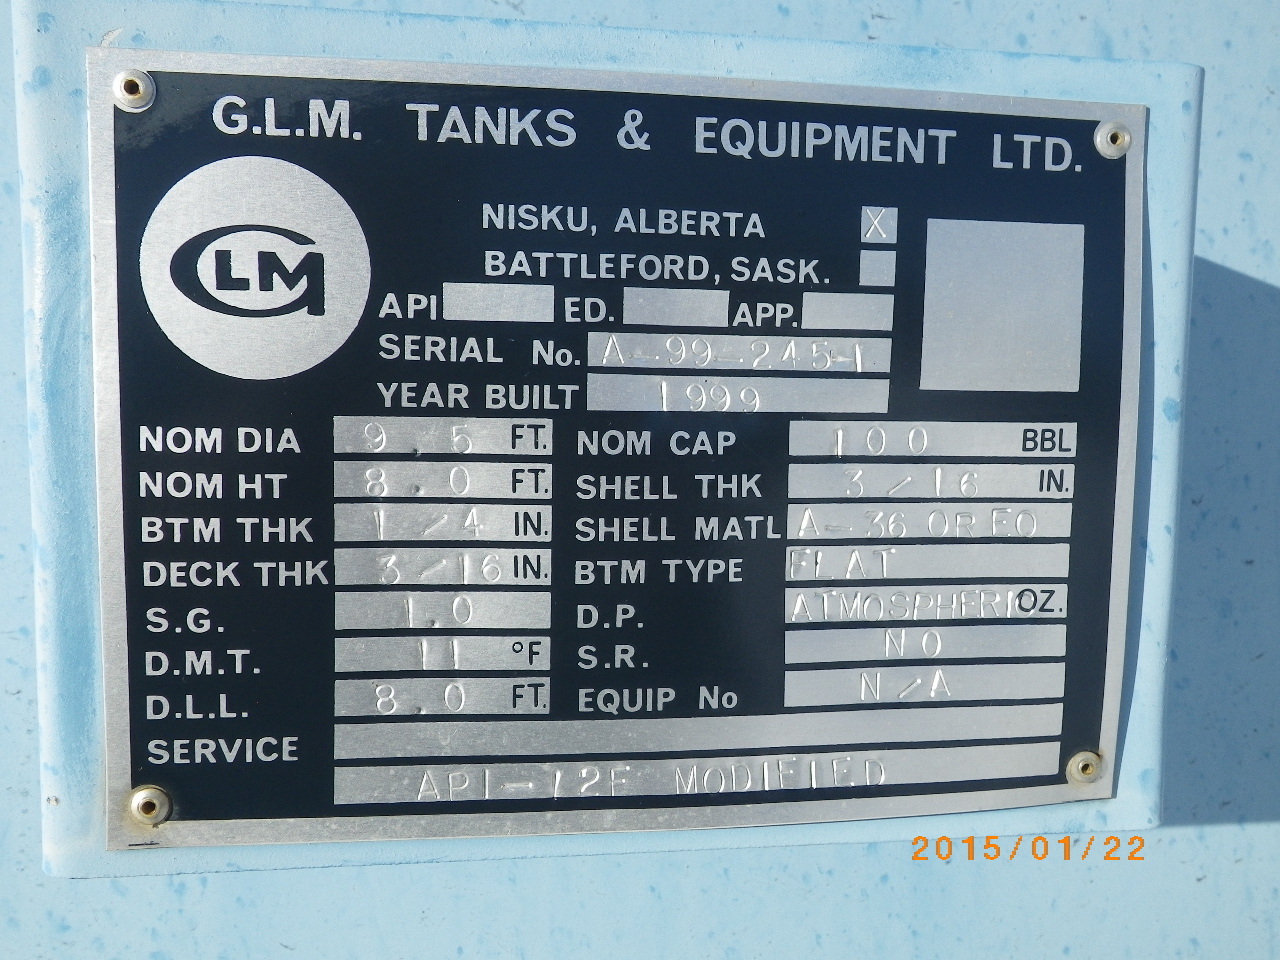 G.L.M. TANKS & EQUIPMENT LTD.
GLM
NISKU, ALBERTA X
BATTLEFORD, SASK.
API ED. APP.
SERIAL No. A-99-245-1
YEAR BUILT 1999
NOM DIA 9.5 FT. NOM CAP 100 BBL
NOM HT 8.0 FT. SHELL THK 3/16 IN.
BTM THK 1/4 IN. SHELL MATL A-36 OR EQ
DECK THK 3/16 IN. BTM TYPE FLAT
S.G. 1.0 D.P. ATMOSPHERIC OZ.
D.M.T. 11 °F S.R. NO
D.L.L. 8.0 FT. EQUIP No N/A
SERVICE
API-12F MODIFIED
2015/01/22